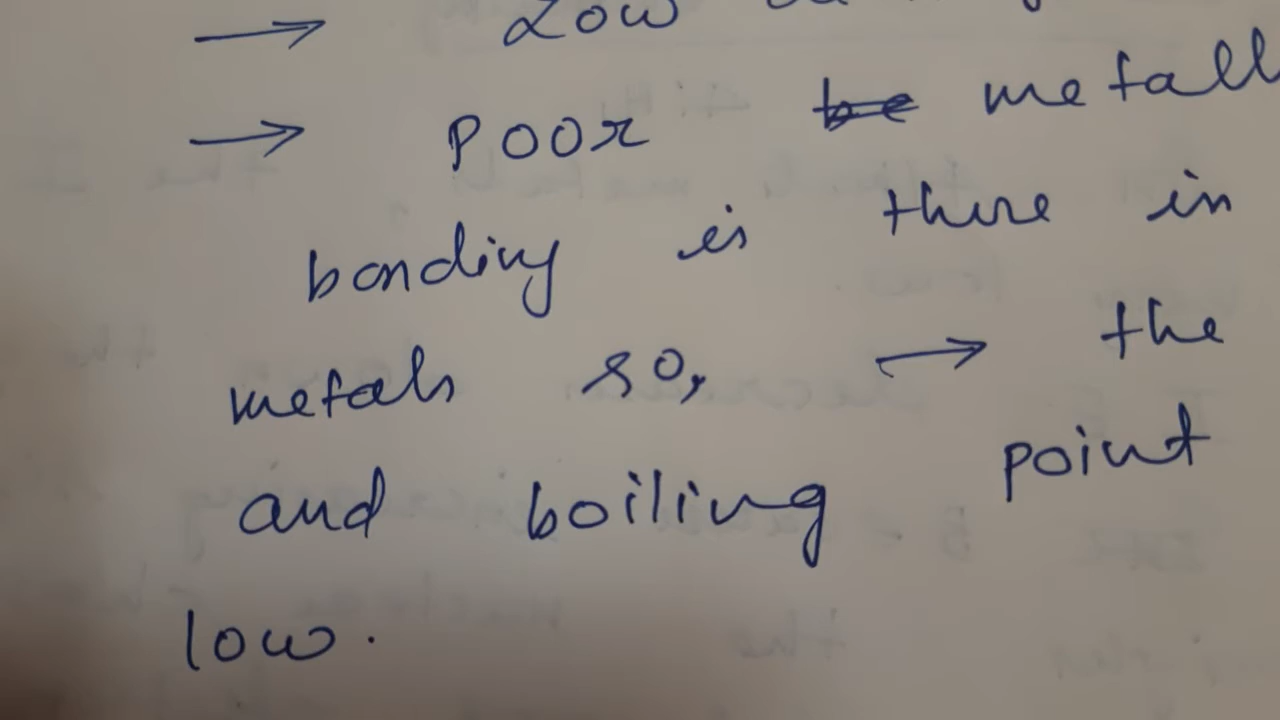 → Low
→ Poor be metall
bonding is there in
metals so, → the
and boiling point
low.